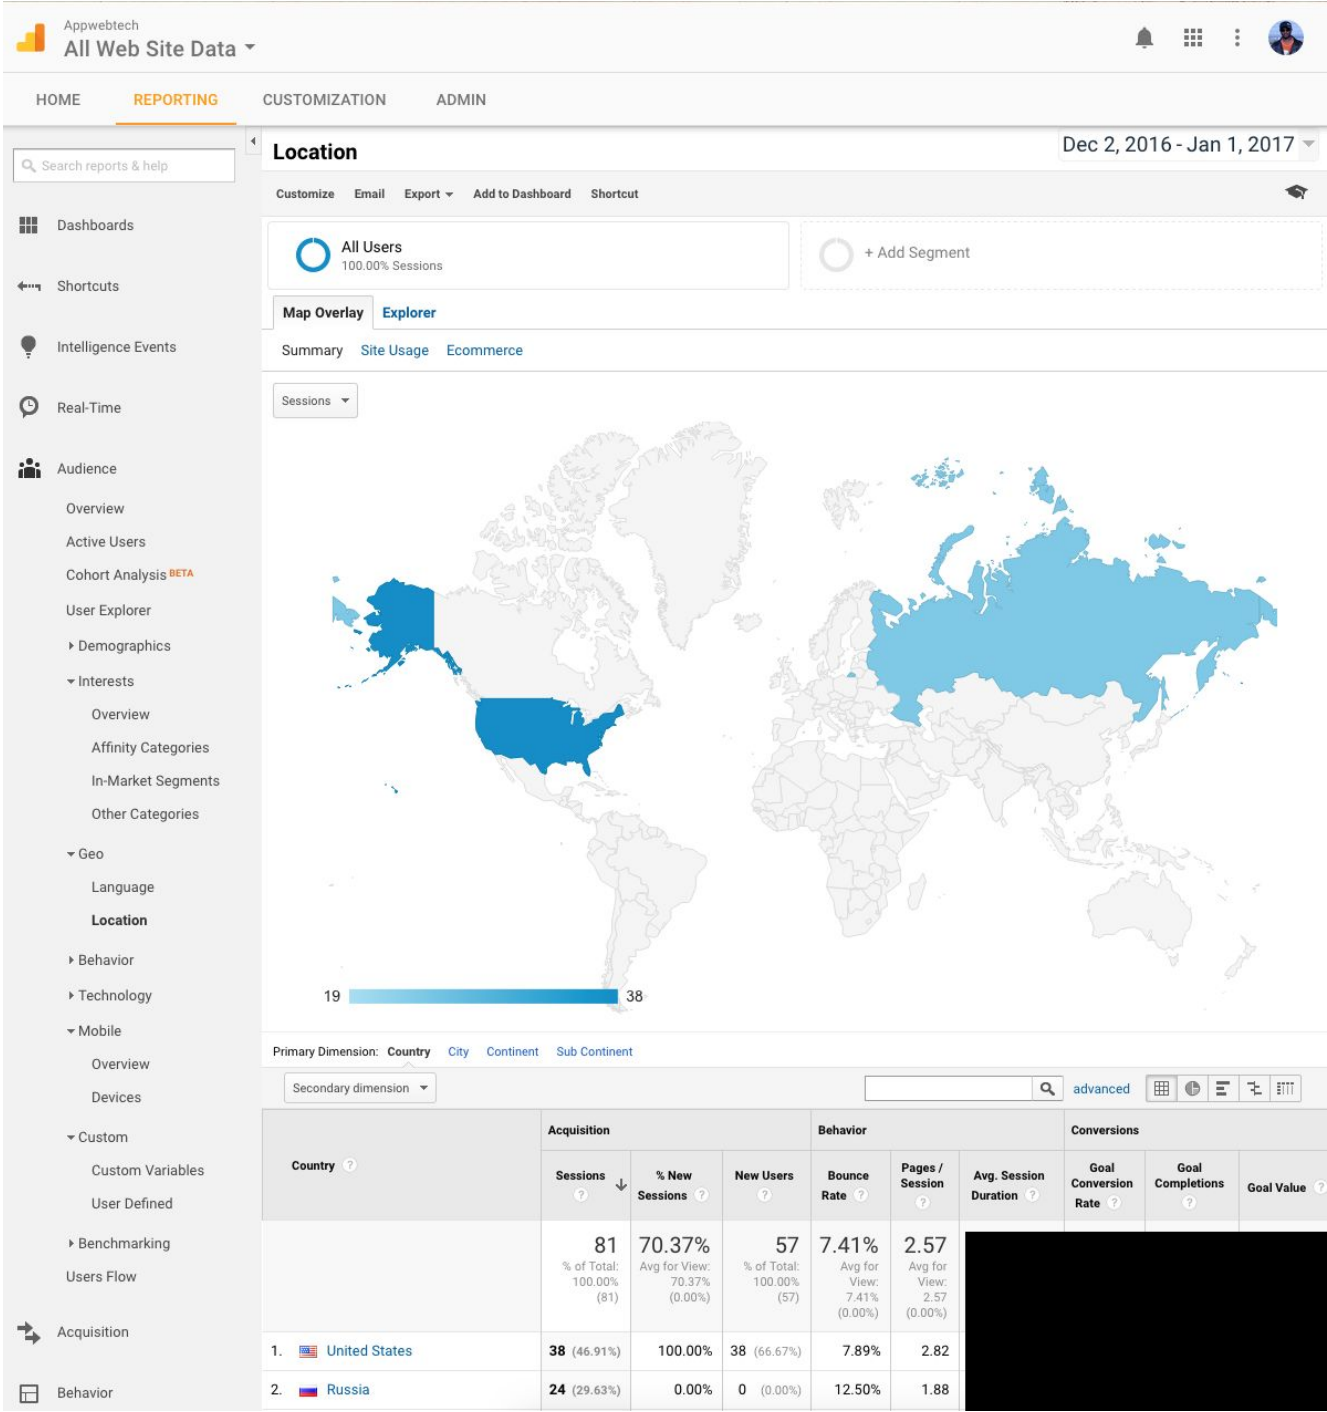 Appwebtech
All Web Site Data
HOME REPORTING CUSTOMIZATION ADMIN
Search reports & help
Dashboards
Shortcuts
Intelligence Events
Real-Time
Audience
Overview
Active Users
Cohort Analysis BETA
User Explorer
Demographics
Interests
Overview
Affinity Categories
In-Market Segments
Other Categories
Geo
Language
Location
Behavior
Technology
Mobile
Overview
Devices
Custom
Custom Variables
User Defined
Benchmarking
Users Flow
Acquisition
Behavior
Location
Dec 2, 2016 - Jan 1, 2017
Customize Email Export Add to Dashboard Shortcut
All Users
100.00% Sessions
+ Add Segment
Map Overlay Explorer
Summary Site Usage Ecommerce
Sessions
19 38
Primary Dimension: Country City Continent Sub Continent
Secondary dimension
advanced
Acquisition Behavior Conversions
Country ?
Sessions ?
% New Sessions ?
New Users ?
Bounce Rate ?
Pages / Session ?
Avg. Session Duration ?
Goal Conversion Rate ?
Goal Completions ?
Goal Value ?
81 70.37% 57 7.41% 2.57
% of Total: 100.00% (81)
Avg for View: 70.37% (0.00%)
% of Total: 100.00% (57)
Avg for View: 7.41% (0.00%)
Avg for View: 2.57 (0.00%)
1. United States 38 (46.91%) 100.00% 38 (66.67%) 7.89% 2.82
2. Russia 24 (29.63%) 0.00% 0 (0.00%) 12.50% 1.88